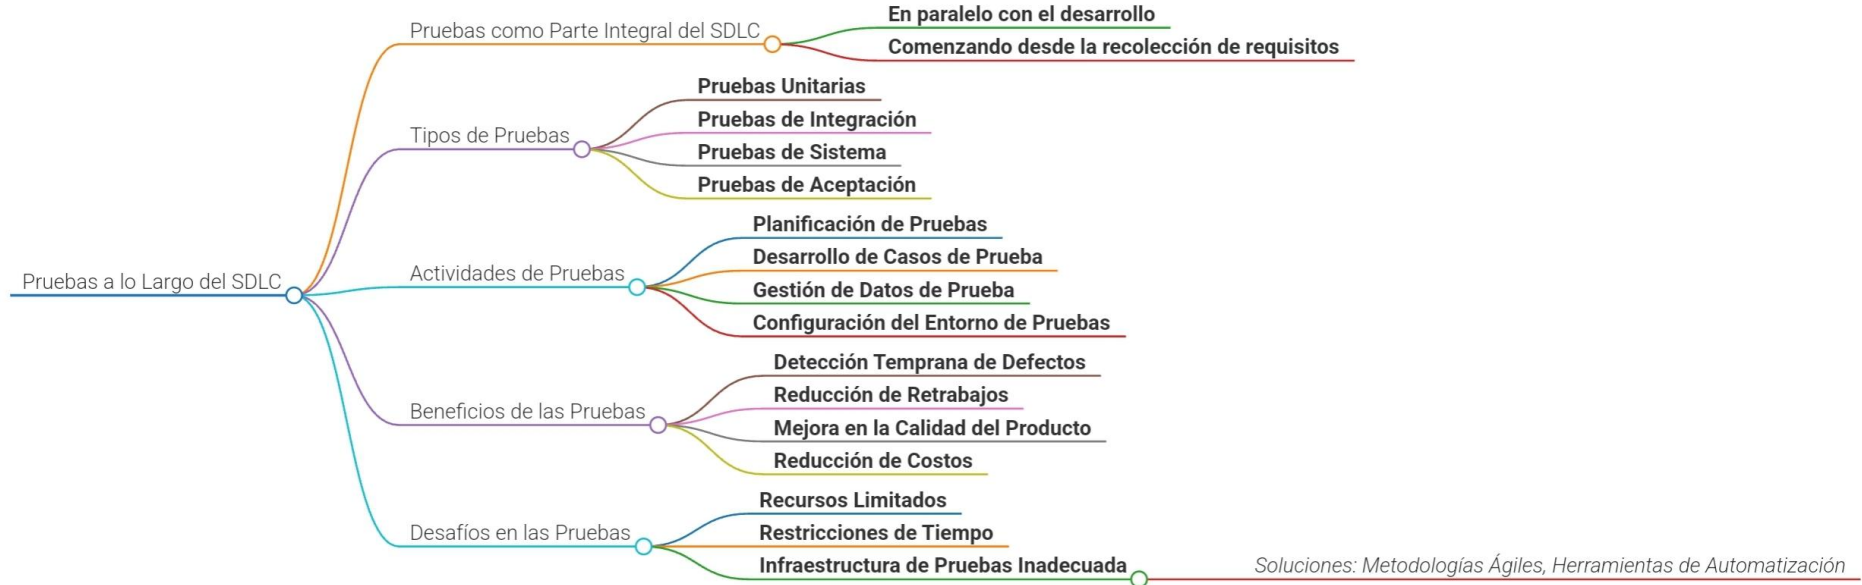 Pruebas a lo Largo del SDLC
Pruebas como Parte Integral del SDLC
En paralelo con el desarrollo
Comenzando desde la recolección de requisitos
Tipos de Pruebas
Pruebas Unitarias
Pruebas de Integración
Pruebas de Sistema
Pruebas de Aceptación
Actividades de Pruebas
Planificación de Pruebas
Desarrollo de Casos de Prueba
Gestión de Datos de Prueba
Configuración del Entorno de Pruebas
Beneficios de las Pruebas
Detección Temprana de Defectos
Reducción de Retrabajos
Mejora en la Calidad del Producto
Reducción de Costos
Desafíos en las Pruebas
Recursos Limitados
Restricciones de Tiempo
Infraestructura de Pruebas Inadecuada
Soluciones: Metodologías Ágiles, Herramientas de Automatización